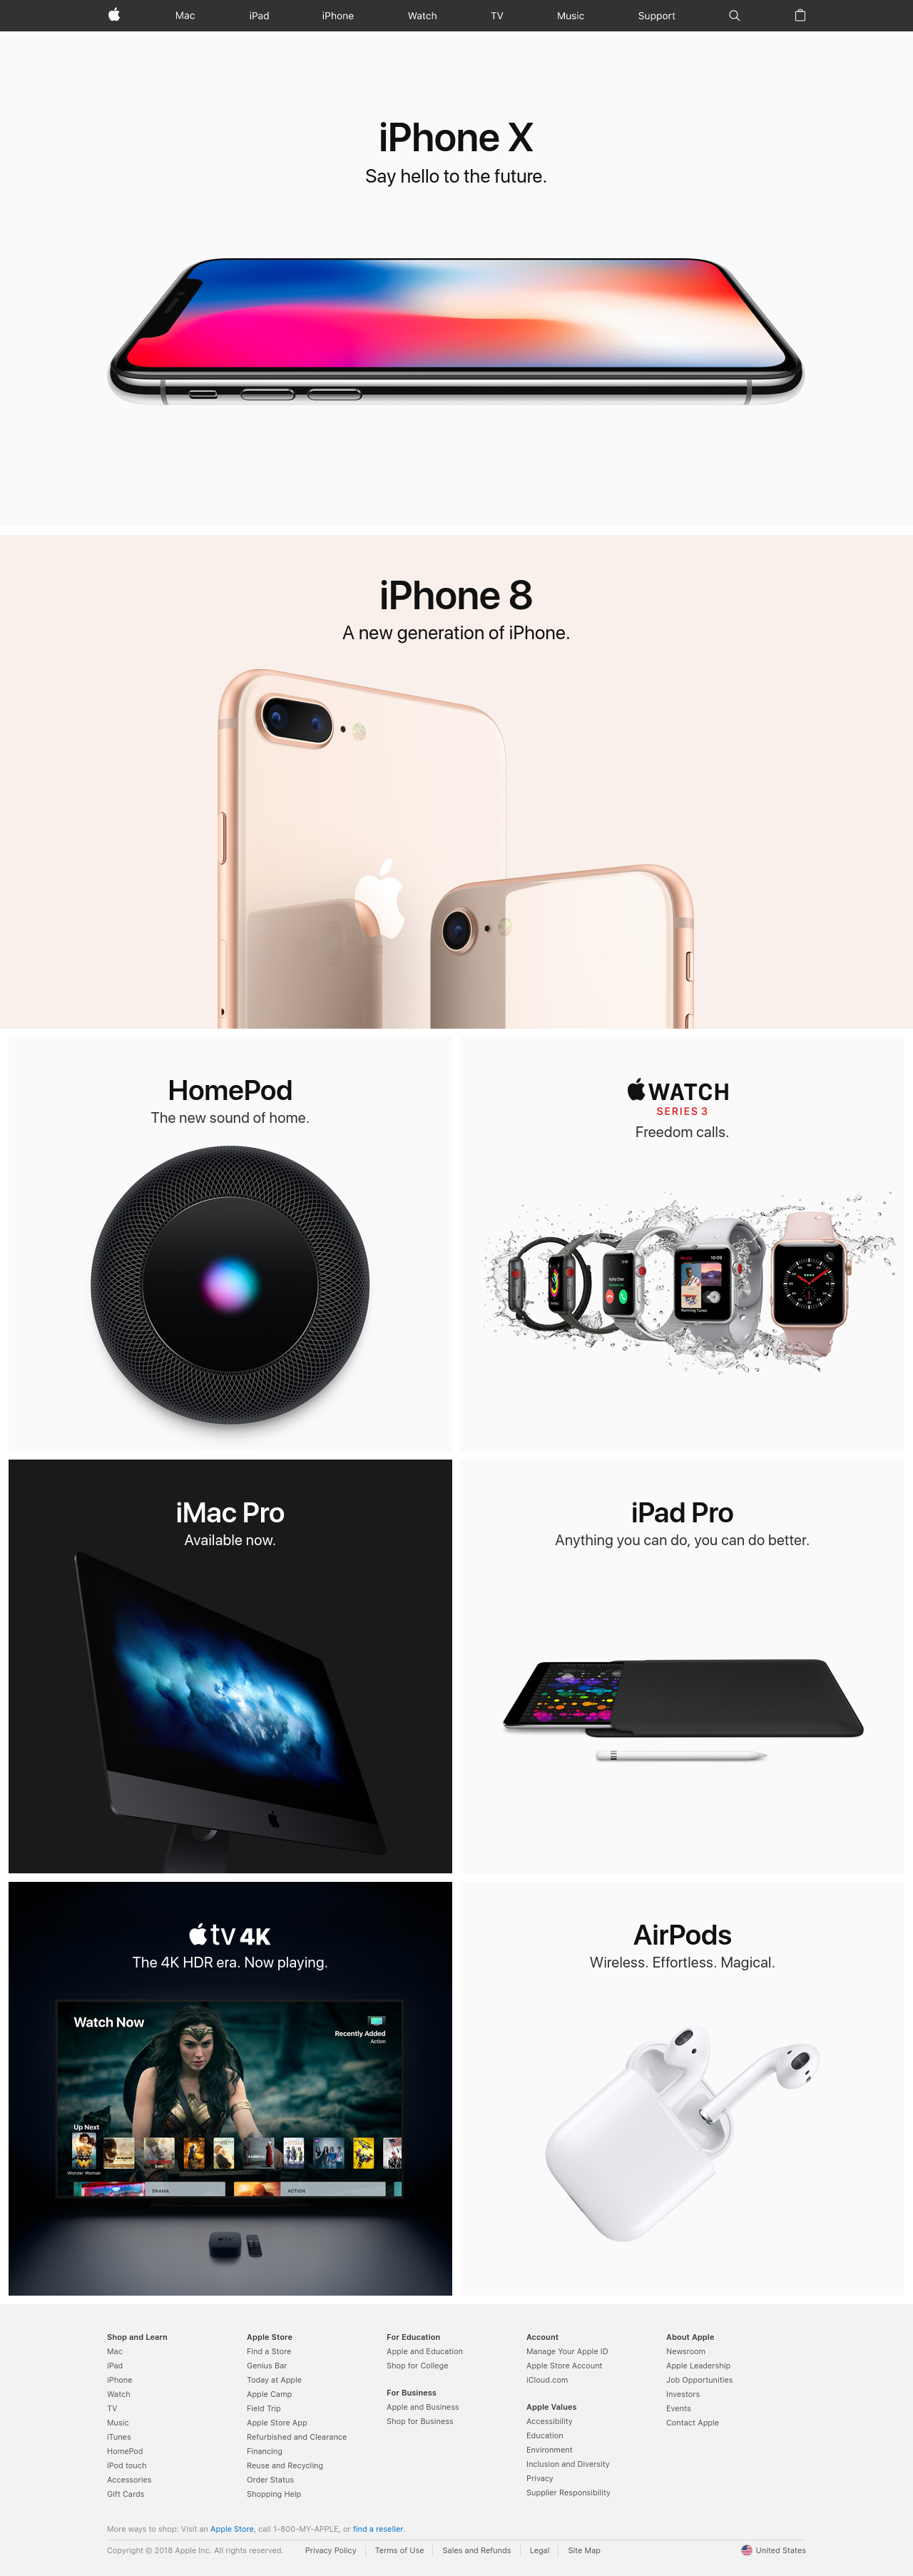 Mac iPad iPhone Watch TV Music Support
iPhone X
Say hello to the future.
iPhone 8
A new generation of iPhone.
HomePod
The new sound of home.
WATCH
SERIES 3
Freedom calls.
iMac Pro
Available now.
iPad Pro
Anything you can do, you can do better.
tv 4K
The 4K HDR era. Now playing.
Watch Now
Recently Added
Action
Up Next
Wonder Woman
DRAMA
ACTION
AirPods
Wireless. Effortless. Magical.
Shop and Learn
Mac
iPad
iPhone
Watch
TV
Music
iTunes
HomePod
iPod touch
Accessories
Gift Cards
Apple Store
Find a Store
Genius Bar
Today at Apple
Apple Camp
Field Trip
Apple Store App
Refurbished and Clearance
Financing
Reuse and Recycling
Order Status
Shopping Help
For Education
Apple and Education
Shop for College
For Business
Apple and Business
Shop for Business
Account
Manage Your Apple ID
Apple Store Account
iCloud.com
Apple Values
Accessibility
Education
Environment
Inclusion and Diversity
Privacy
Supplier Responsibility
About Apple
Newsroom
Apple Leadership
Job Opportunities
Investors
Events
Contact Apple
More ways to shop: Visit an Apple Store, call 1-800-MY-APPLE, or find a reseller.
Copyright © 2018 Apple Inc. All rights reserved. Privacy Policy Terms of Use Sales and Refunds Legal Site Map United States